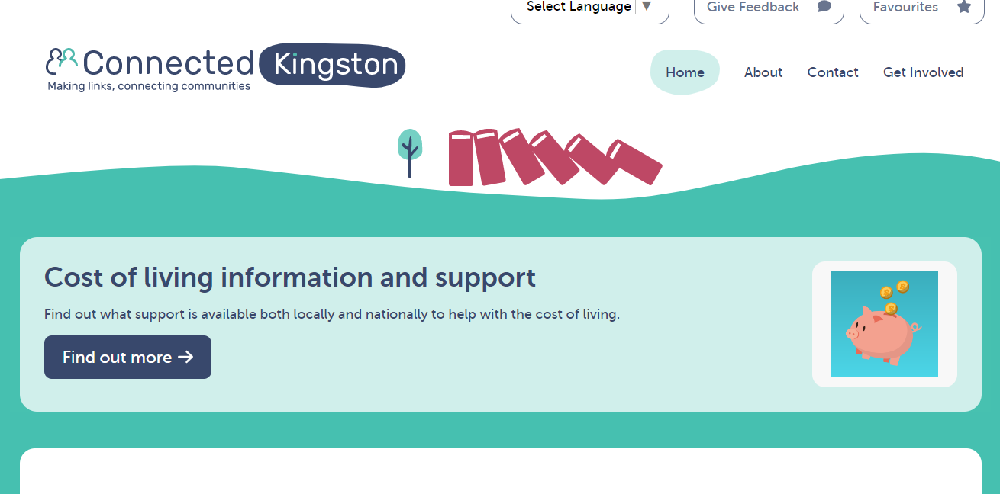 Select Language ▼
Give Feedback
Favourites
Connected Kingston
Making links, connecting communities
Home
About
Contact
Get Involved
Cost of living information and support
Find out what support is available both locally and nationally to help with the cost of living.
Find out more →